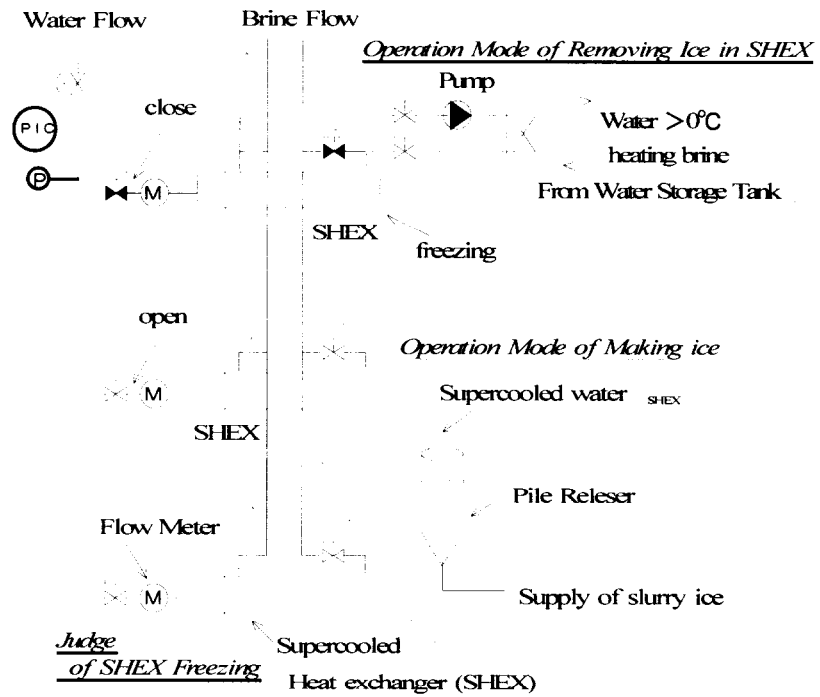 Water Flow
Brine Flow
Operation Mode of Removing Ice in SHEX
Pump
close
PIC
Water >0℃
heating brine
P
M
From Water Storage Tank
SHEX
freezing
open
Operation Mode of Making ice
M
Supercooled water SHEX
SHEX
Pile Releser
Flow Meter
M
Supply of slurry ice
Judge
of SHEX Freezing
Supercooled
Heat exchanger (SHEX)